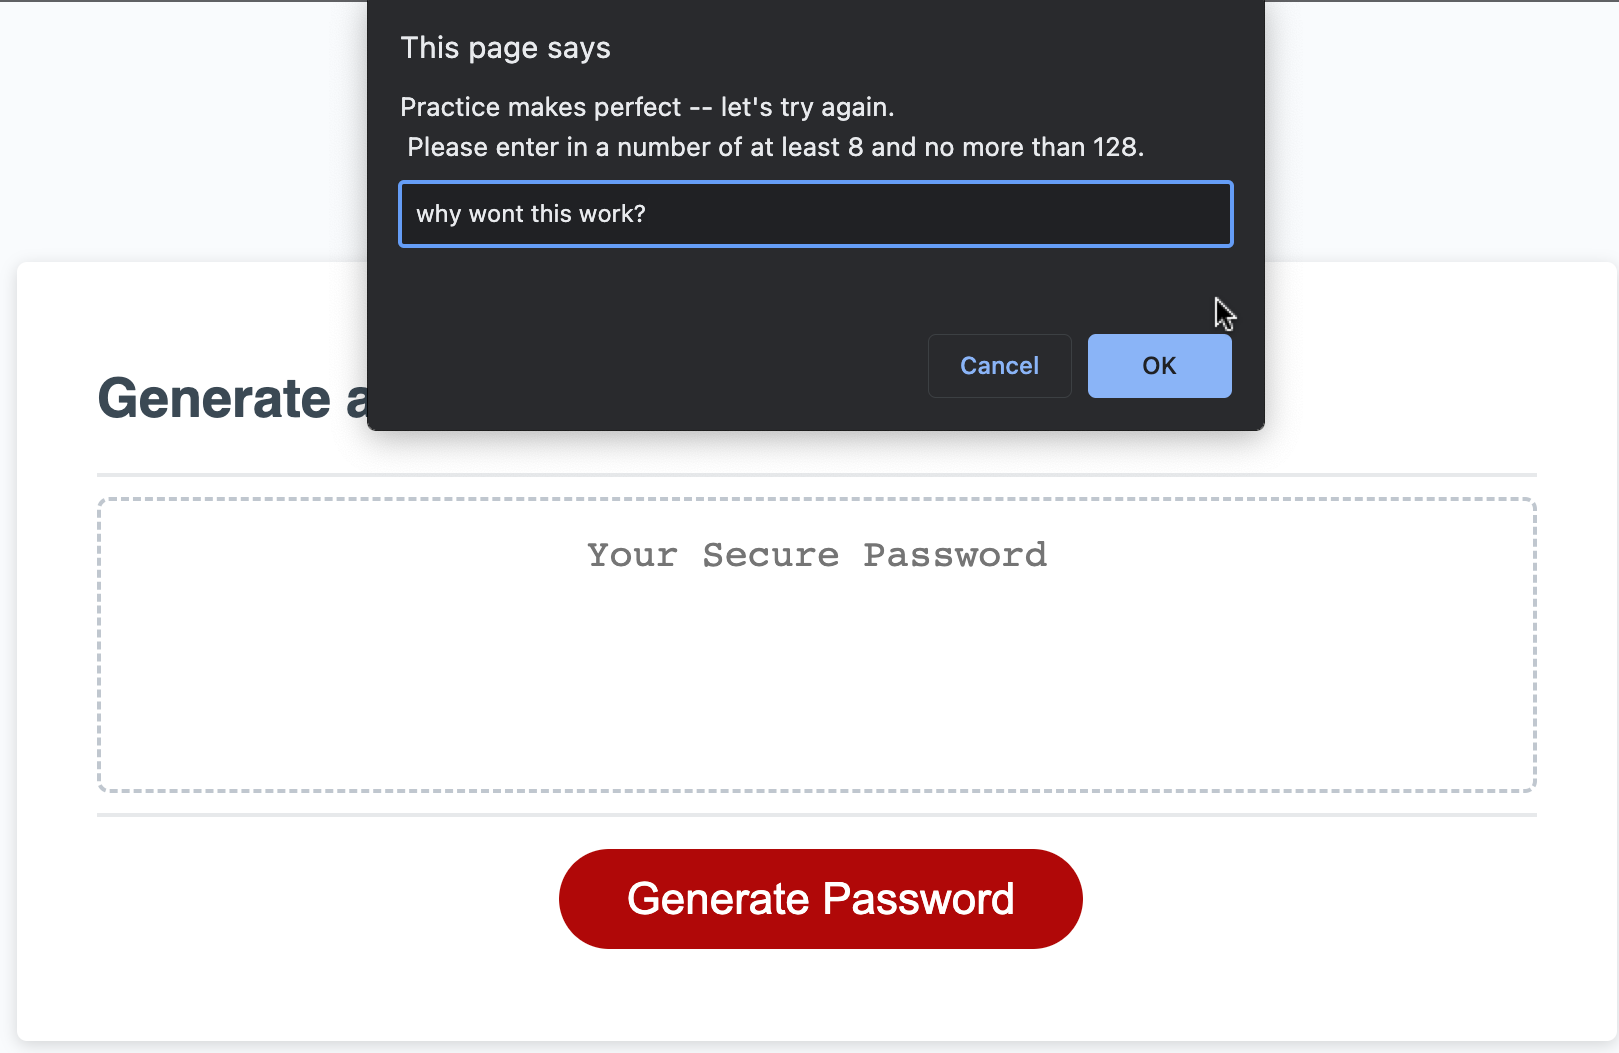 This page says
Practice makes perfect -- let's try again.
Please enter in a number of at least 8 and no more than 128.
why wont this work?
Cancel
OK
Generate a
Your Secure Password
Generate Password